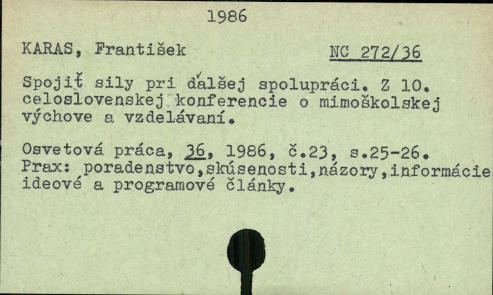 1986
KARAS, František NC 272/36
Spojiť sily pri ďalšej spolupráci. Z 10.
celoslovenskej konferencie o mimoškolskej
výchove a vzdelávaní.
Osvetová práca, 36, 1986, č.23, s.25-26.
Prax: poradenstvo,skúsenosti,názory,informácie
ideové a programové články.